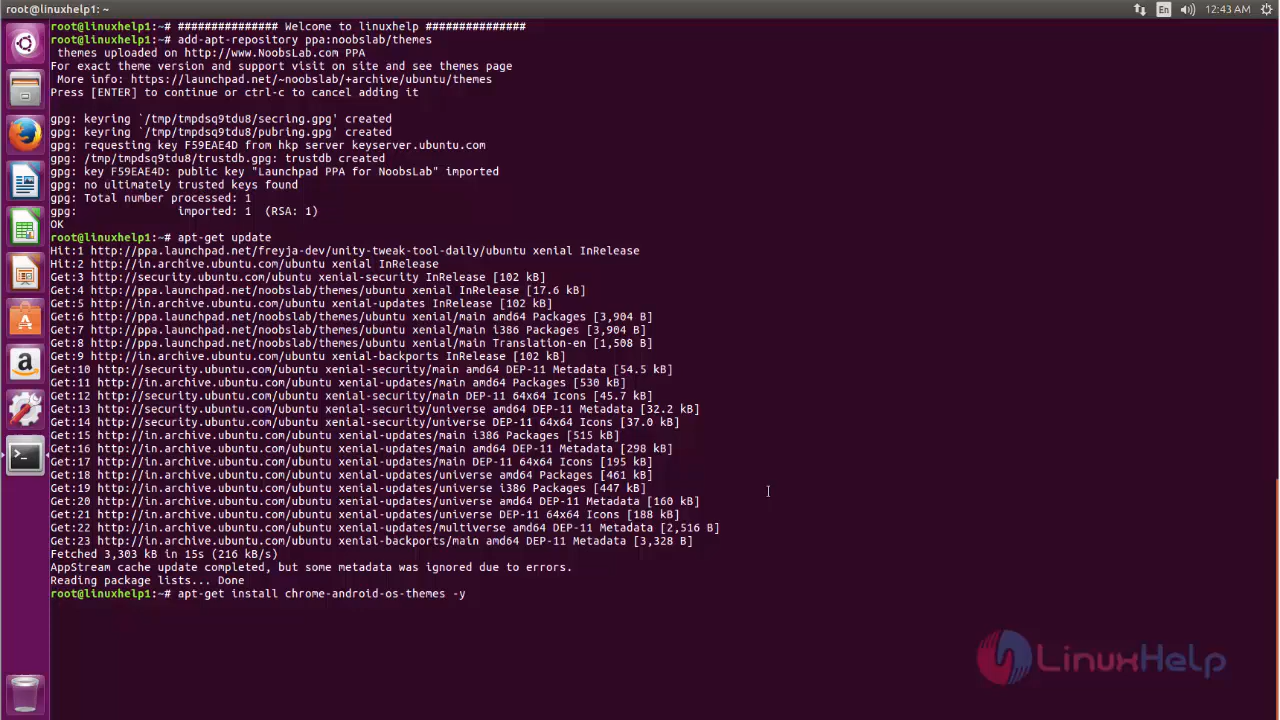 root@linuxhelp1: ~
En
12:43 AM
root@linuxhelp1:~# ############### Welcome to linuxhelp ###############
root@linuxhelp1:~# add-apt-repository ppa:noobslab/themes
 themes uploaded on http://www.NoobsLab.com PPA
For exact theme version and support visit on site and see themes page
 More info: https://launchpad.net/~noobslab/+archive/ubuntu/themes
Press [ENTER] to continue or ctrl-c to cancel adding it

gpg: keyring `/tmp/tmpdsq9tdu8/secring.gpg' created
gpg: keyring `/tmp/tmpdsq9tdu8/pubring.gpg' created
gpg: requesting key F59EAE4D from hkp server keyserver.ubuntu.com
gpg: /tmp/tmpdsq9tdu8/trustdb.gpg: trustdb created
gpg: key F59EAE4D: public key "Launchpad PPA for NoobsLab" imported
gpg: no ultimately trusted keys found
gpg: Total number processed: 1
gpg:               imported: 1  (RSA: 1)
OK
root@linuxhelp1:~# apt-get update
Hit:1 http://ppa.launchpad.net/freyja-dev/unity-tweak-tool-daily/ubuntu xenial InRelease
Hit:2 http://in.archive.ubuntu.com/ubuntu xenial InRelease
Get:3 http://security.ubuntu.com/ubuntu xenial-security InRelease [102 kB]
Get:4 http://ppa.launchpad.net/noobslab/themes/ubuntu xenial InRelease [17.6 kB]
Get:5 http://in.archive.ubuntu.com/ubuntu xenial-updates InRelease [102 kB]
Get:6 http://ppa.launchpad.net/noobslab/themes/ubuntu xenial/main amd64 Packages [3,904 B]
Get:7 http://ppa.launchpad.net/noobslab/themes/ubuntu xenial/main i386 Packages [3,904 B]
Get:8 http://ppa.launchpad.net/noobslab/themes/ubuntu xenial/main Translation-en [1,508 B]
Get:9 http://in.archive.ubuntu.com/ubuntu xenial-backports InRelease [102 kB]
Get:10 http://security.ubuntu.com/ubuntu xenial-security/main amd64 DEP-11 Metadata [54.5 kB]
Get:11 http://in.archive.ubuntu.com/ubuntu xenial-updates/main amd64 Packages [530 kB]
Get:12 http://security.ubuntu.com/ubuntu xenial-security/main DEP-11 64x64 Icons [45.7 kB]
Get:13 http://security.ubuntu.com/ubuntu xenial-security/universe amd64 DEP-11 Metadata [32.2 kB]
Get:14 http://security.ubuntu.com/ubuntu xenial-security/universe DEP-11 64x64 Icons [37.0 kB]
Get:15 http://in.archive.ubuntu.com/ubuntu xenial-updates/main i386 Packages [515 kB]
Get:16 http://in.archive.ubuntu.com/ubuntu xenial-updates/main amd64 DEP-11 Metadata [298 kB]
Get:17 http://in.archive.ubuntu.com/ubuntu xenial-updates/main DEP-11 64x64 Icons [195 kB]
Get:18 http://in.archive.ubuntu.com/ubuntu xenial-updates/universe amd64 Packages [461 kB]
Get:19 http://in.archive.ubuntu.com/ubuntu xenial-updates/universe i386 Packages [447 kB]
Get:20 http://in.archive.ubuntu.com/ubuntu xenial-updates/universe amd64 DEP-11 Metadata [160 kB]
Get:21 http://in.archive.ubuntu.com/ubuntu xenial-updates/universe DEP-11 64x64 Icons [188 kB]
Get:22 http://in.archive.ubuntu.com/ubuntu xenial-updates/multiverse amd64 DEP-11 Metadata [2,516 B]
Get:23 http://in.archive.ubuntu.com/ubuntu xenial-backports/main amd64 DEP-11 Metadata [3,328 B]
Fetched 3,303 kB in 15s (216 kB/s)
AppStream cache update completed, but some metadata was ignored due to errors.
Reading package lists... Done
root@linuxhelp1:~# apt-get install chrome-android-os-themes -y
LinuxHelp